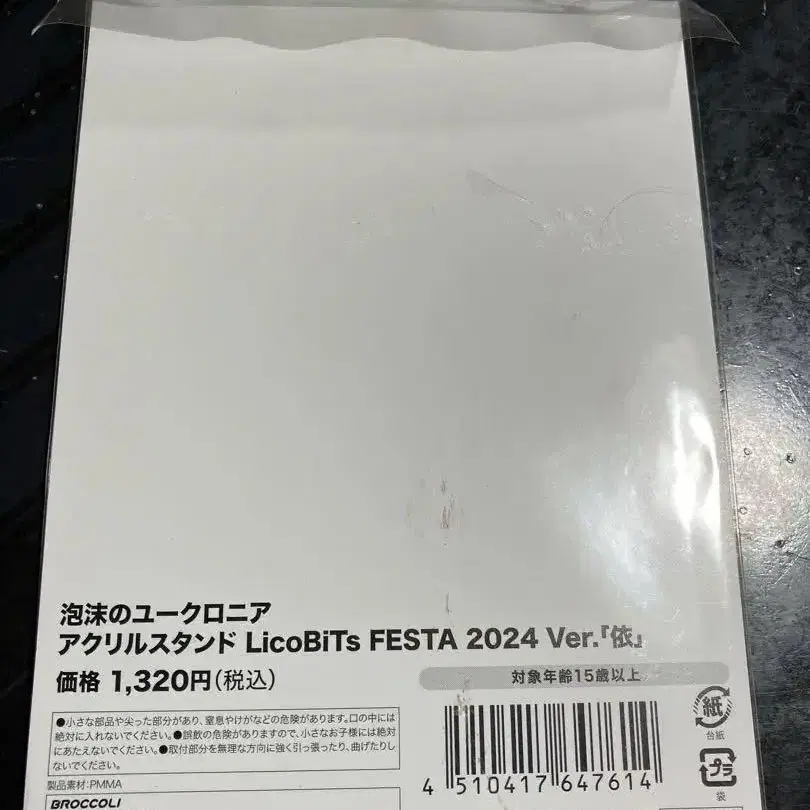 泡沫のユークロニア
アクリルスタンド LicoBiTs FESTA 2024 Ver.「依」
価格 1,320円(税込)
対象年齢15歳以上
●小さな部品や尖った部分があり、窒息やけがなどの危険があります。口の中には
絶対に入れないでください。●誤飲の危険がありますので、小さなお子様には絶対
にあたえないでください。●取付部分を無理な方向に強く引っ張ったり、曲げたりし
ないでください。
製品素材:PMMA
BROCCOLI
4 510417 647614
紙
台紙
プラ
袋